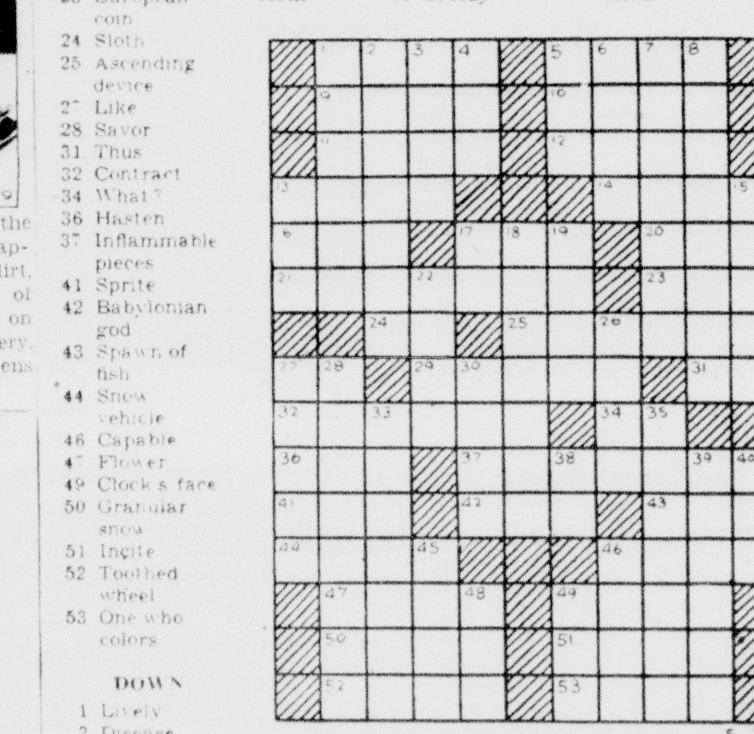 coin
24 Sloth
25 Ascending
device
27 Like
28 Savor
31 Thus
32 Contract
34 What?
36 Hasten
37 Inflammable
pieces
41 Sprite
42 Babylonian
god
43 Spawn of
fish
44 Snow
vehicle
46 Capable
47 Flower
49 Clock's face
50 Granular
snow
51 Incite
52 Toothed
wheel
53 One who
colors
DOWN
1 Lively
the
ap-
dirt,
of
on
ery.
ens
1 2 3 4 5 6 7 8
9 10
11 12
13 14 15
16 17 18 19 20
21 22 23
24 25 26
27 28 29 30 31
32 33 34 35
36 37 38 39 40
41 42 43
44 45 46
47 48 49
50 51
52 53